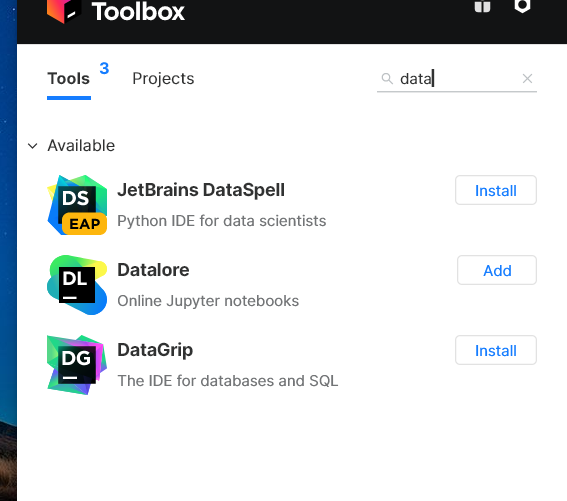 Toolbox
Tools 3 Projects data
Available
DS EAP
JetBrains DataSpell Install
Python IDE for data scientists
DL
Datalore Add
Online Jupyter notebooks
DG
DataGrip Install
The IDE for databases and SQL